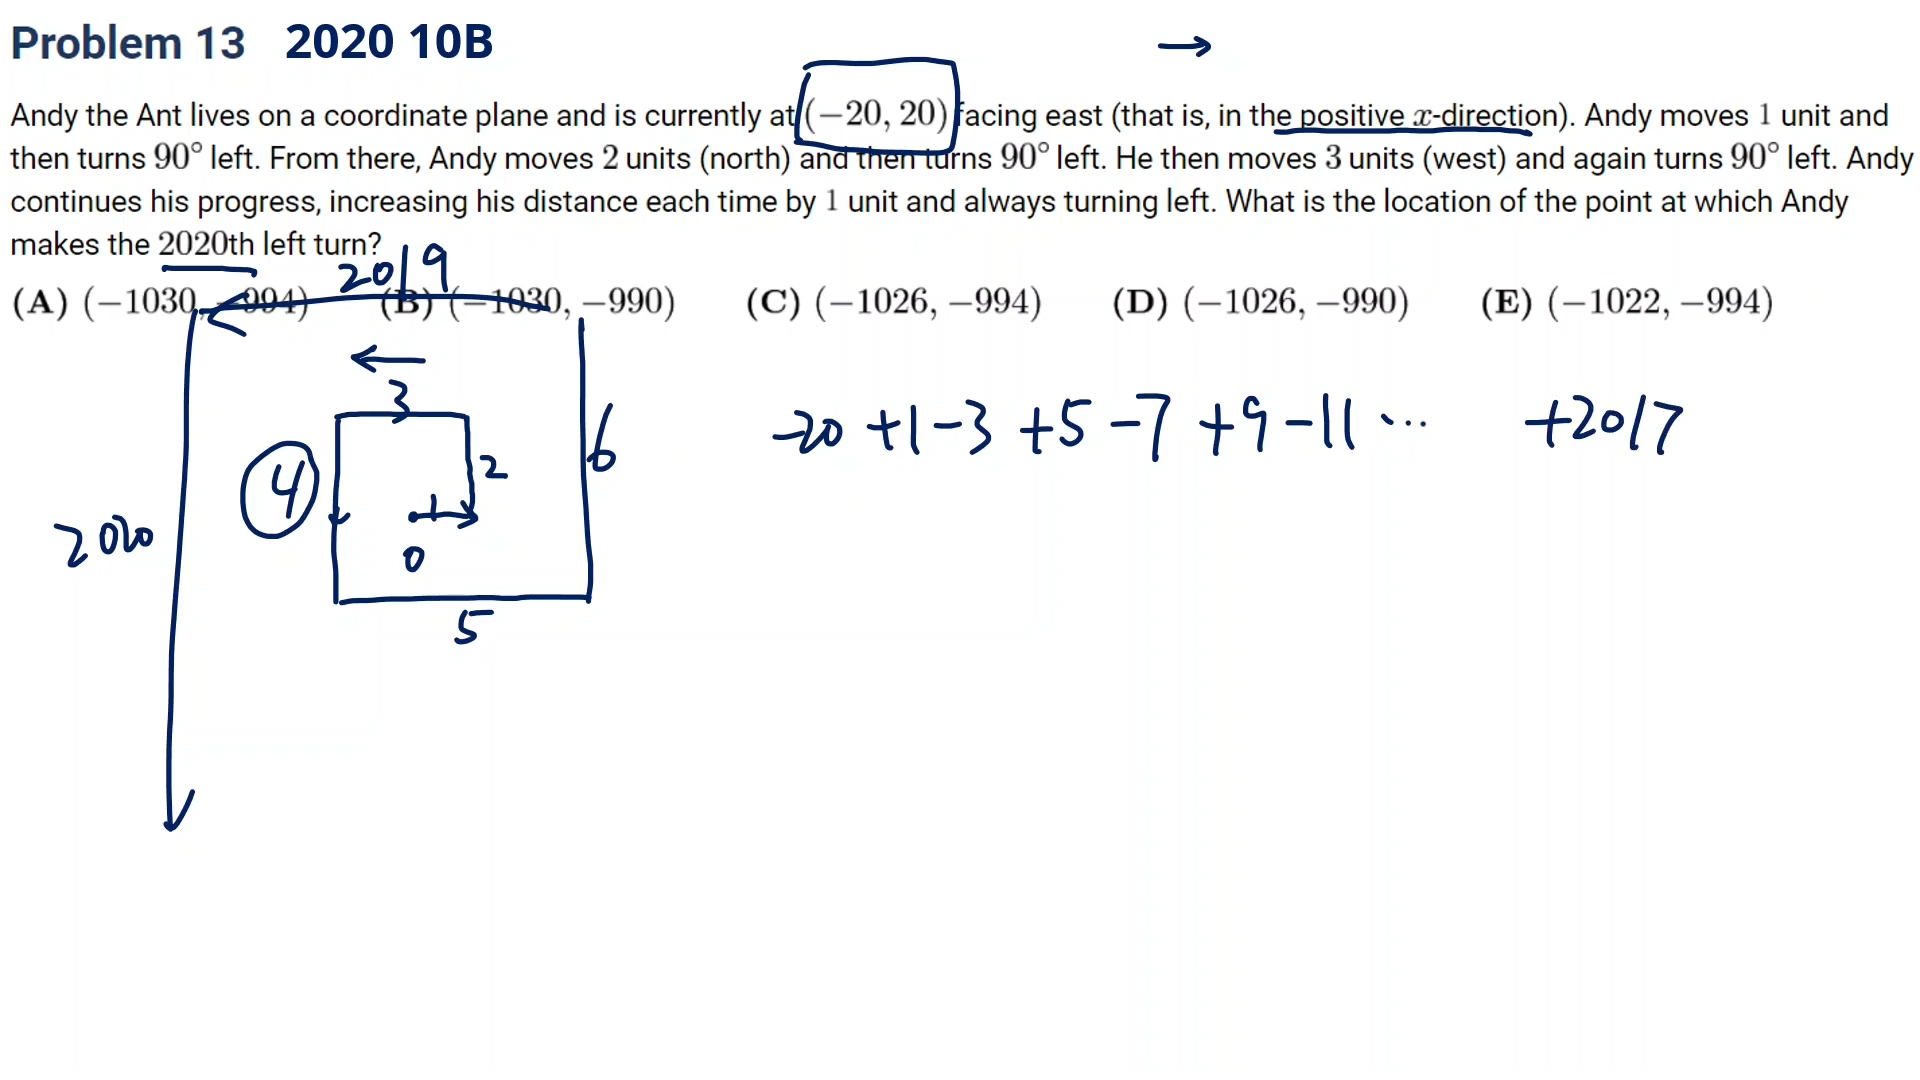 Problem 13 2020 10B
Andy the Ant lives on a coordinate plane and is currently at (−20, 20) facing east (that is, in the positive x-direction). Andy moves 1 unit and
then turns 90° left. From there, Andy moves 2 units (north) and then turns 90° left. He then moves 3 units (west) and again turns 90° left. Andy
continues his progress, increasing his distance each time by 1 unit and always turning left. What is the location of the point at which Andy
makes the 2020th left turn?
(A) (−1030, −994) (B) (−1030, −990) (C) (−1026, −994) (D) (−1026, −990) (E) (−1022, −994)
2019
3
-20 +1 -3 +5 -7 +9 -11 ... +2017
6
4
2
1
2020
0
5